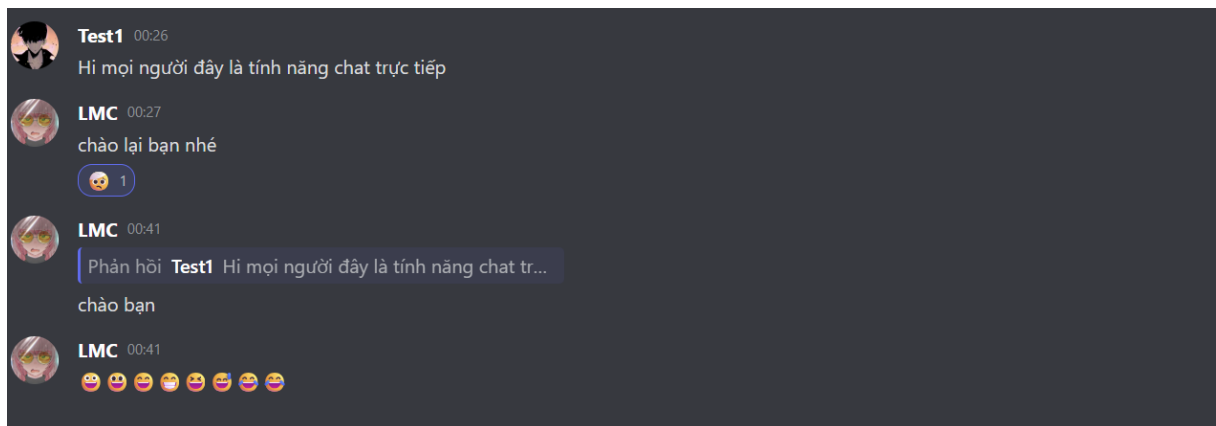 Test1 00:26
Hi mọi người đây là tính năng chat trực tiếp
LMC 00:27
chào lại bạn nhé
1
LMC 00:41
Phản hồi Test1 Hi mọi người đây là tính năng chat tr...
chào bạn
LMC 00:41